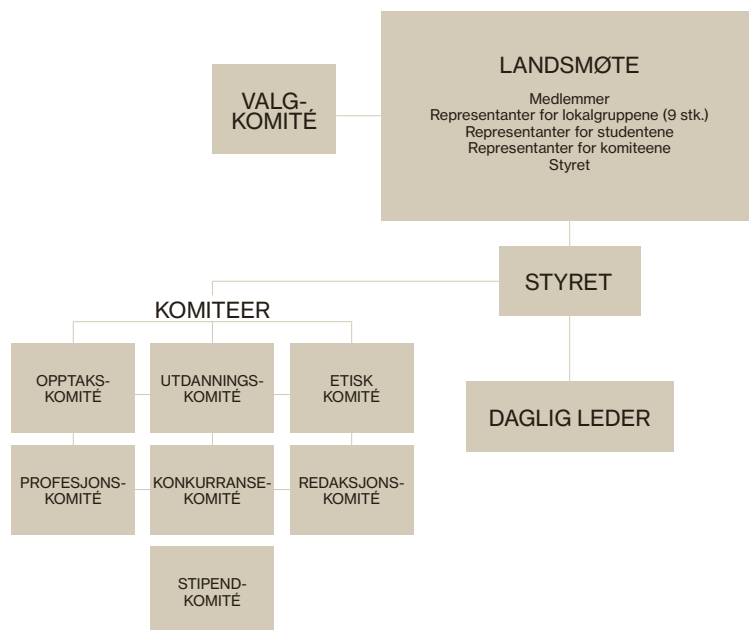 LANDSMØTE
Medlemmer
Representanter for lokalgruppene (9 stk.)
Representanter for studentene
Representanter for komiteene
Styret
VALG-
KOMITÉ
STYRET
KOMITEER
OPPTAKS-
KOMITÉ
UTDANNINGS-
KOMITÉ
ETISK
KOMITÉ
DAGLIG LEDER
PROFESJONS-
KOMITÉ
KONKURRANSE-
KOMITÉ
REDAKSJONS-
KOMITÉ
STIPEND-
KOMITÉ